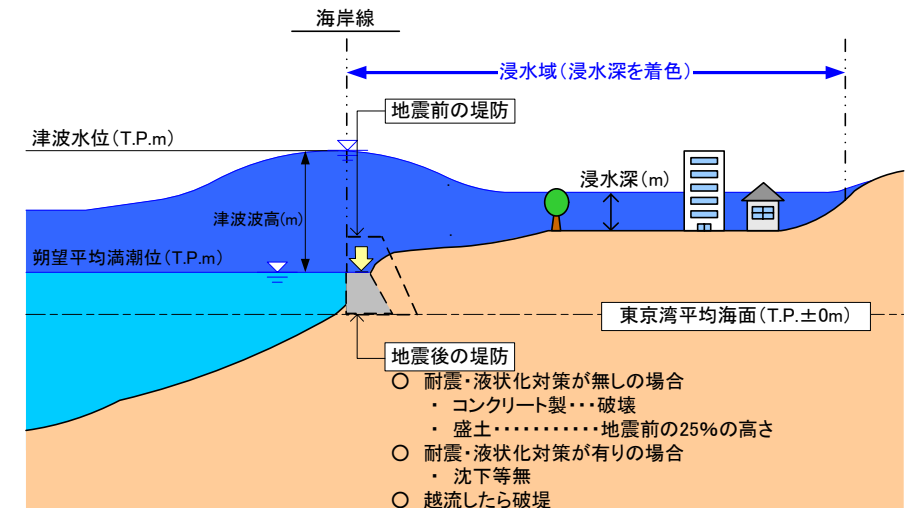 海岸線
浸水域(浸水深を着色)
地震前の堤防
津波水位(T.P.m)
浸水深(m)
津波波高(m)
朔望平均満潮位(T.P.m)
東京湾平均海面(T.P.±0m)
地震後の堤防
○ 耐震・液状化対策が無しの場合
・ コンクリート製・・・破壊
・ 盛土・・・・・・・・・・・地震前の25%の高さ
○ 耐震・液状化対策が有りの場合
・ 沈下等無
○ 越流したら破堤